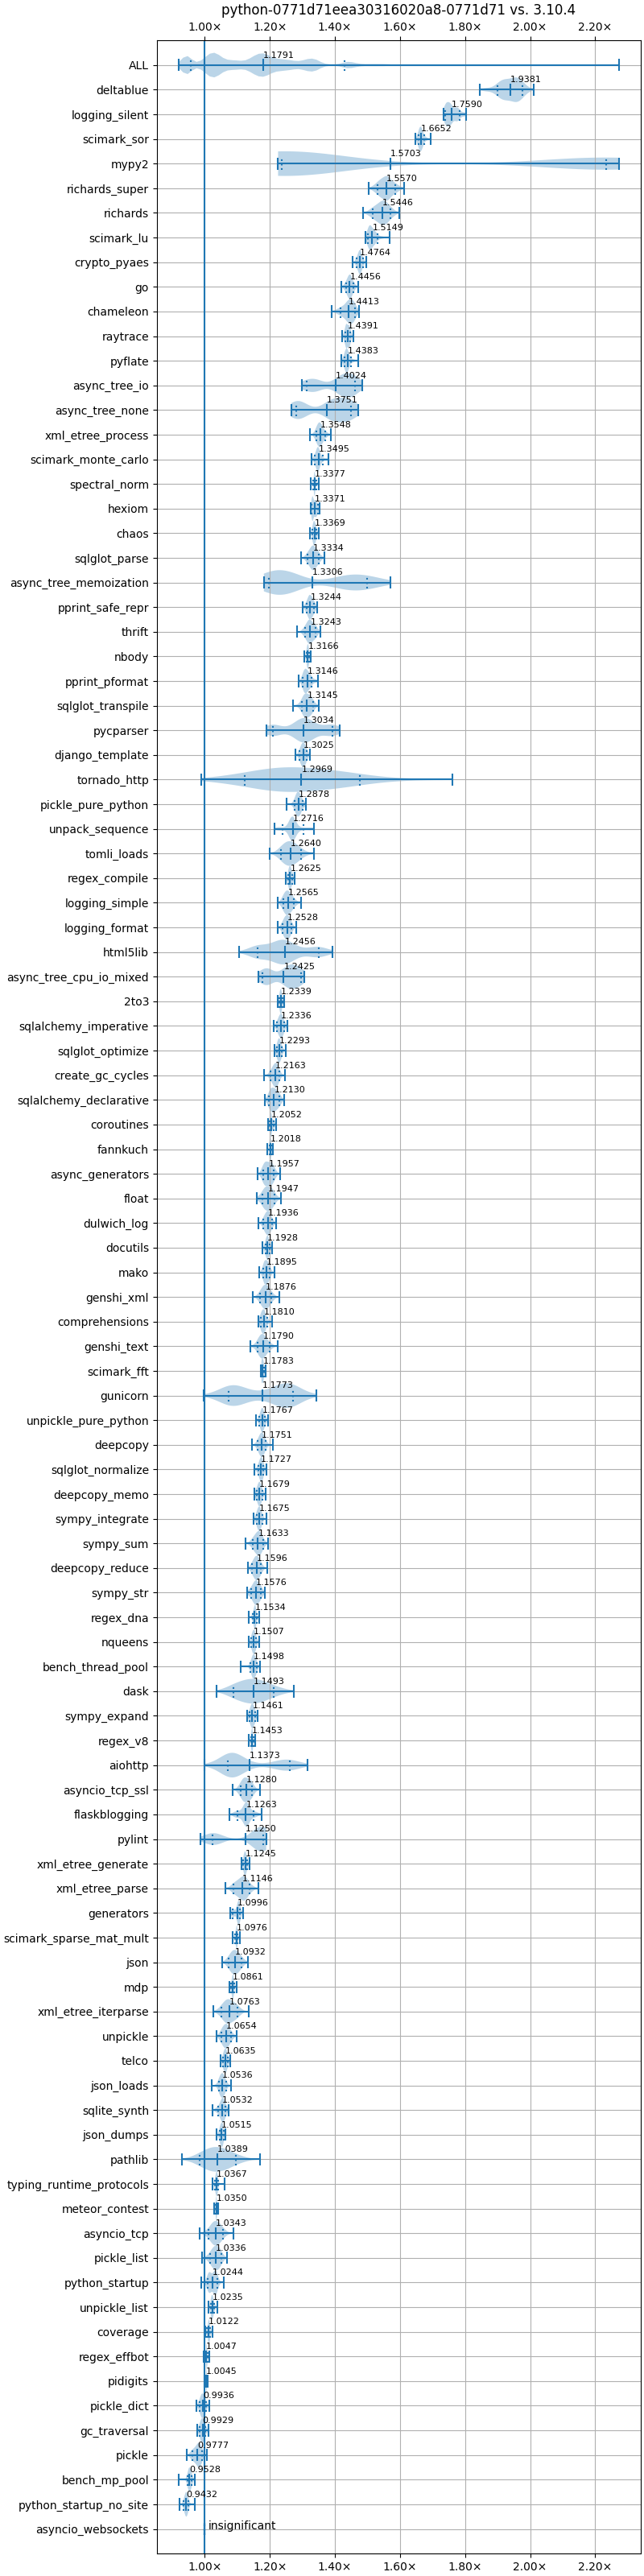 python-0771d71eea30316020a8-0771d71 vs. 3.10.4
1.00× 1.20× 1.40× 1.60× 1.80× 2.00× 2.20×
ALL 1.1791
deltablue 1.9381
logging_silent 1.7590
scimark_sor 1.6652
mypy2 1.5703
richards_super 1.5570
richards 1.5446
scimark_lu 1.5149
crypto_pyaes 1.4764
go 1.4456
chameleon 1.4413
raytrace 1.4391
pyflate 1.4383
async_tree_io 1.4024
async_tree_none 1.3751
xml_etree_process 1.3548
scimark_monte_carlo 1.3495
spectral_norm 1.3377
hexiom 1.3371
chaos 1.3369
sqlglot_parse 1.3334
async_tree_memoization 1.3306
pprint_safe_repr 1.3244
thrift 1.3243
nbody 1.3166
pprint_pformat 1.3146
sqlglot_transpile 1.3145
pycparser 1.3034
django_template 1.3025
tornado_http 1.2969
pickle_pure_python 1.2878
unpack_sequence 1.2716
tomli_loads 1.2640
regex_compile 1.2625
logging_simple 1.2565
logging_format 1.2528
html5lib 1.2456
async_tree_cpu_io_mixed 1.2425
2to3 1.2339
sqlalchemy_imperative 1.2336
sqlglot_optimize 1.2293
create_gc_cycles 1.2163
sqlalchemy_declarative 1.2130
coroutines 1.2052
fannkuch 1.2018
async_generators 1.1957
float 1.1947
dulwich_log 1.1936
docutils 1.1928
mako 1.1895
genshi_xml 1.1876
comprehensions 1.1810
genshi_text 1.1790
scimark_fft 1.1783
gunicorn 1.1773
unpickle_pure_python 1.1767
deepcopy 1.1751
sqlglot_normalize 1.1727
deepcopy_memo 1.1679
sympy_integrate 1.1675
sympy_sum 1.1633
deepcopy_reduce 1.1596
sympy_str 1.1576
regex_dna 1.1534
nqueens 1.1507
bench_thread_pool 1.1498
dask 1.1493
sympy_expand 1.1461
regex_v8 1.1453
aiohttp 1.1373
asyncio_tcp_ssl 1.1280
flaskblogging 1.1263
pylint 1.1250
xml_etree_generate 1.1245
xml_etree_parse 1.1146
generators 1.0996
scimark_sparse_mat_mult 1.0976
json 1.0932
mdp 1.0861
xml_etree_iterparse 1.0763
unpickle 1.0654
telco 1.0635
json_loads 1.0536
sqlite_synth 1.0532
json_dumps 1.0515
pathlib 1.0389
typing_runtime_protocols 1.0367
meteor_contest 1.0350
asyncio_tcp 1.0343
pickle_list 1.0336
python_startup 1.0244
unpickle_list 1.0235
coverage 1.0122
regex_effbot 1.0047
pidigits 1.0045
pickle_dict 0.9936
gc_traversal 0.9929
pickle 0.9777
bench_mp_pool 0.9528
python_startup_no_site 0.9432
asyncio_websockets insignificant
1.00× 1.20× 1.40× 1.60× 1.80× 2.00× 2.20×